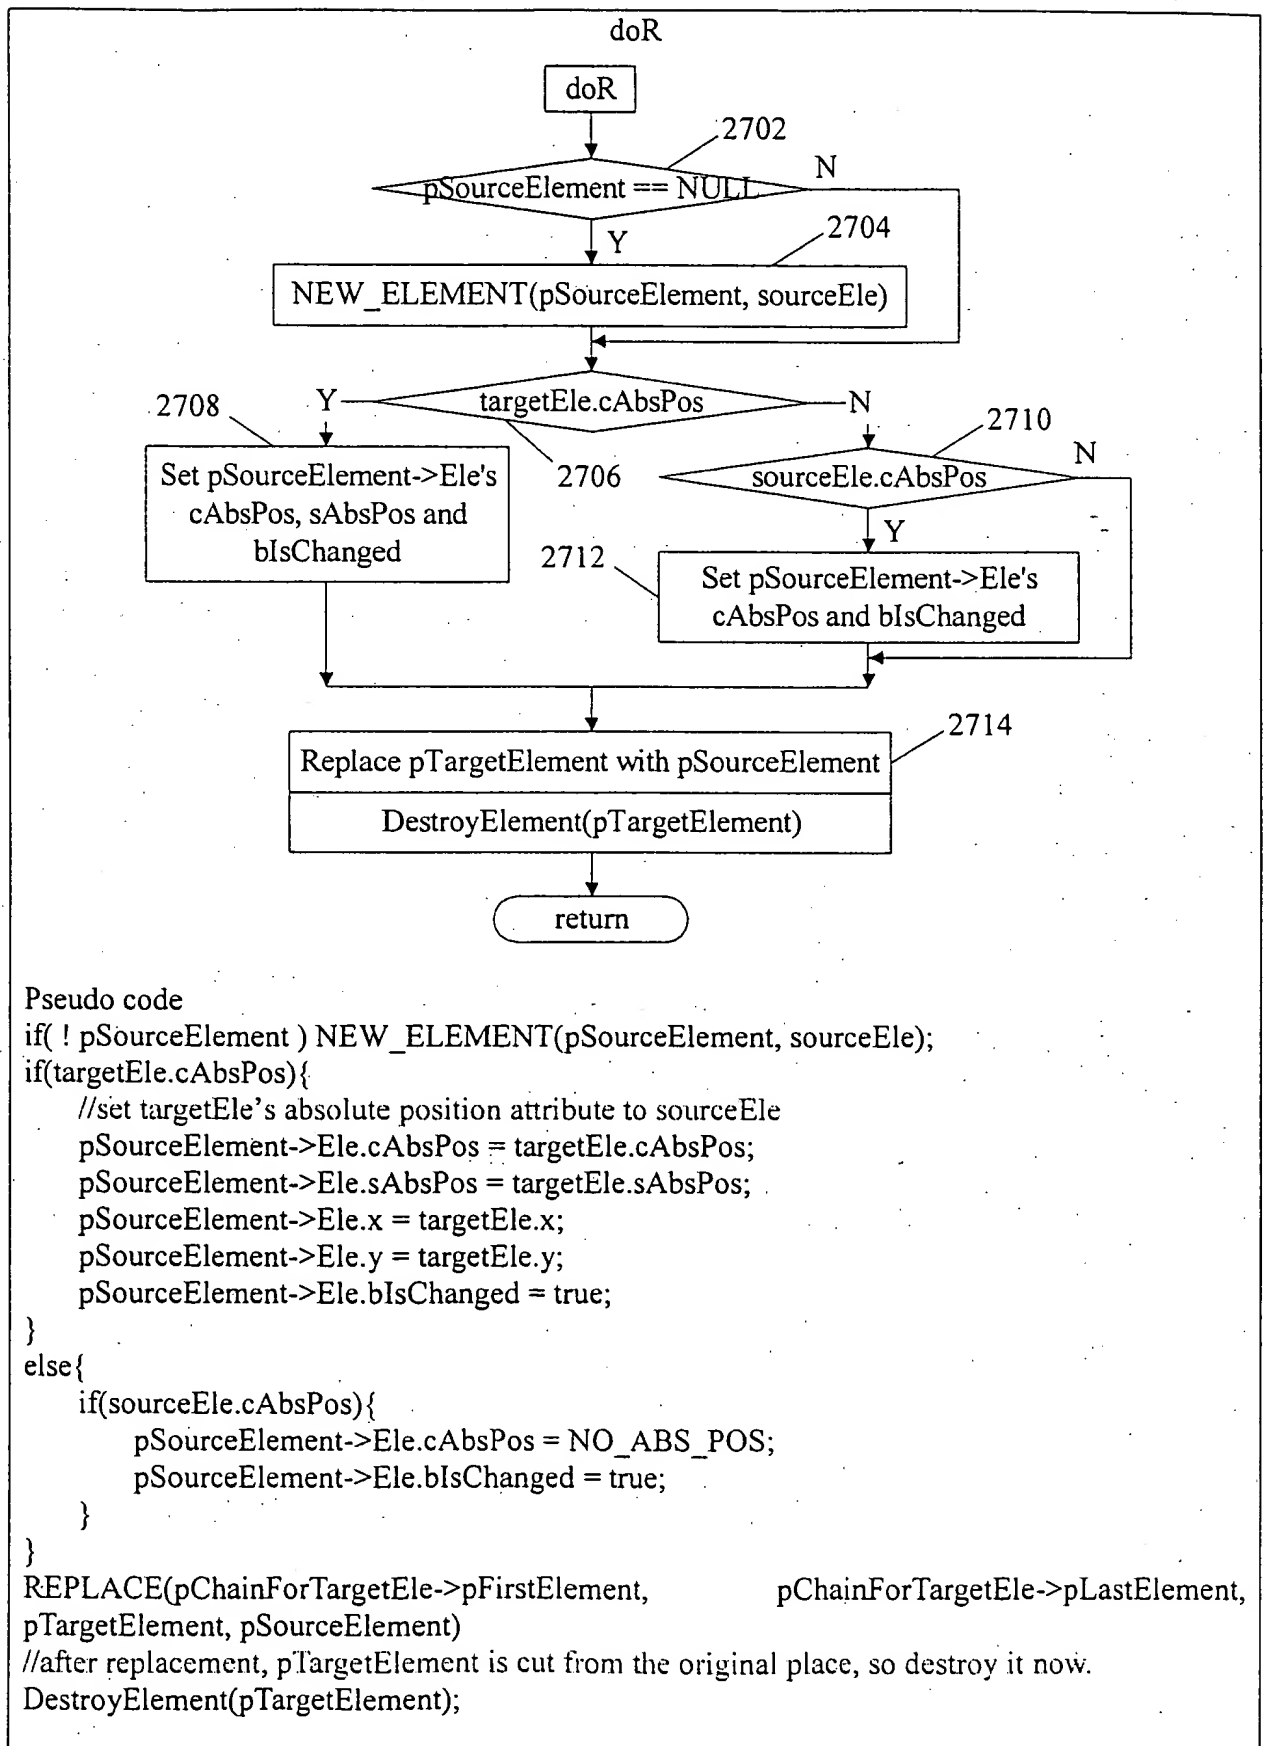 doR
doR
2702
pSourceElement == NULL
N
Y
2704
NEW_ELEMENT(pSourceElement, sourceEle)
2708
Y
targetEle.cAbsPos
N
2710
2706
sourceEle.cAbsPos
N
Set pSourceElement->Ele's
cAbsPos, sAbsPos and
bIsChanged
Y
2712
Set pSourceElement->Ele's
cAbsPos and bIsChanged
2714
Replace pTargetElement with pSourceElement
DestroyElement(pTargetElement)
return
Pseudo code
if( ! pSourceElement ) NEW_ELEMENT(pSourceElement, sourceEle);
if(targetEle.cAbsPos){
//set targetEle's absolute position attribute to sourceEle
pSourceElement->Ele.cAbsPos = targetEle.cAbsPos;
pSourceElement->Ele.sAbsPos = targetEle.sAbsPos;
pSourceElement->Ele.x = targetEle.x;
pSourceElement->Ele.y = targetEle.y;
pSourceElement->Ele.bIsChanged = true;
}
else{
if(sourceEle.cAbsPos){
pSourceElement->Ele.cAbsPos = NO_ABS_POS;
pSourceElement->Ele.bIsChanged = true;
}
}
REPLACE(pChainForTargetEle->pFirstElement, pChainForTargetEle->pLastElement,
pTargetElement, pSourceElement)
//after replacement, pTargetElement is cut from the original place, so destroy it now.
DestroyElement(pTargetElement);